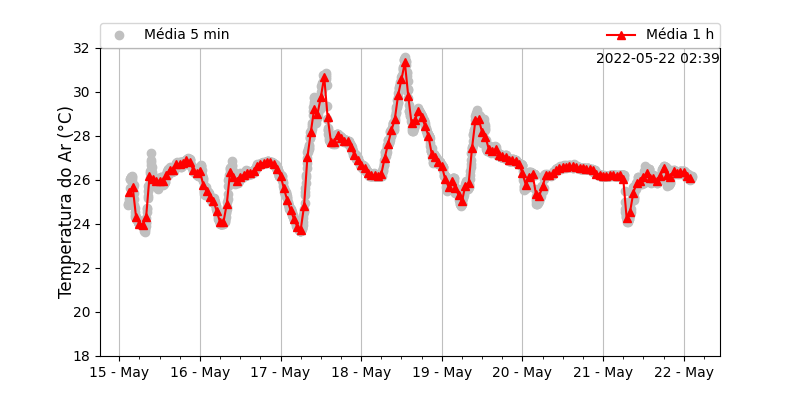 Média 5 min
Média 1 h
2022-05-22 02:39
Temperatura do Ar (°C)
32
30
28
26
24
22
20
18
15 - May
16 - May
17 - May
18 - May
19 - May
20 - May
21 - May
22 - May